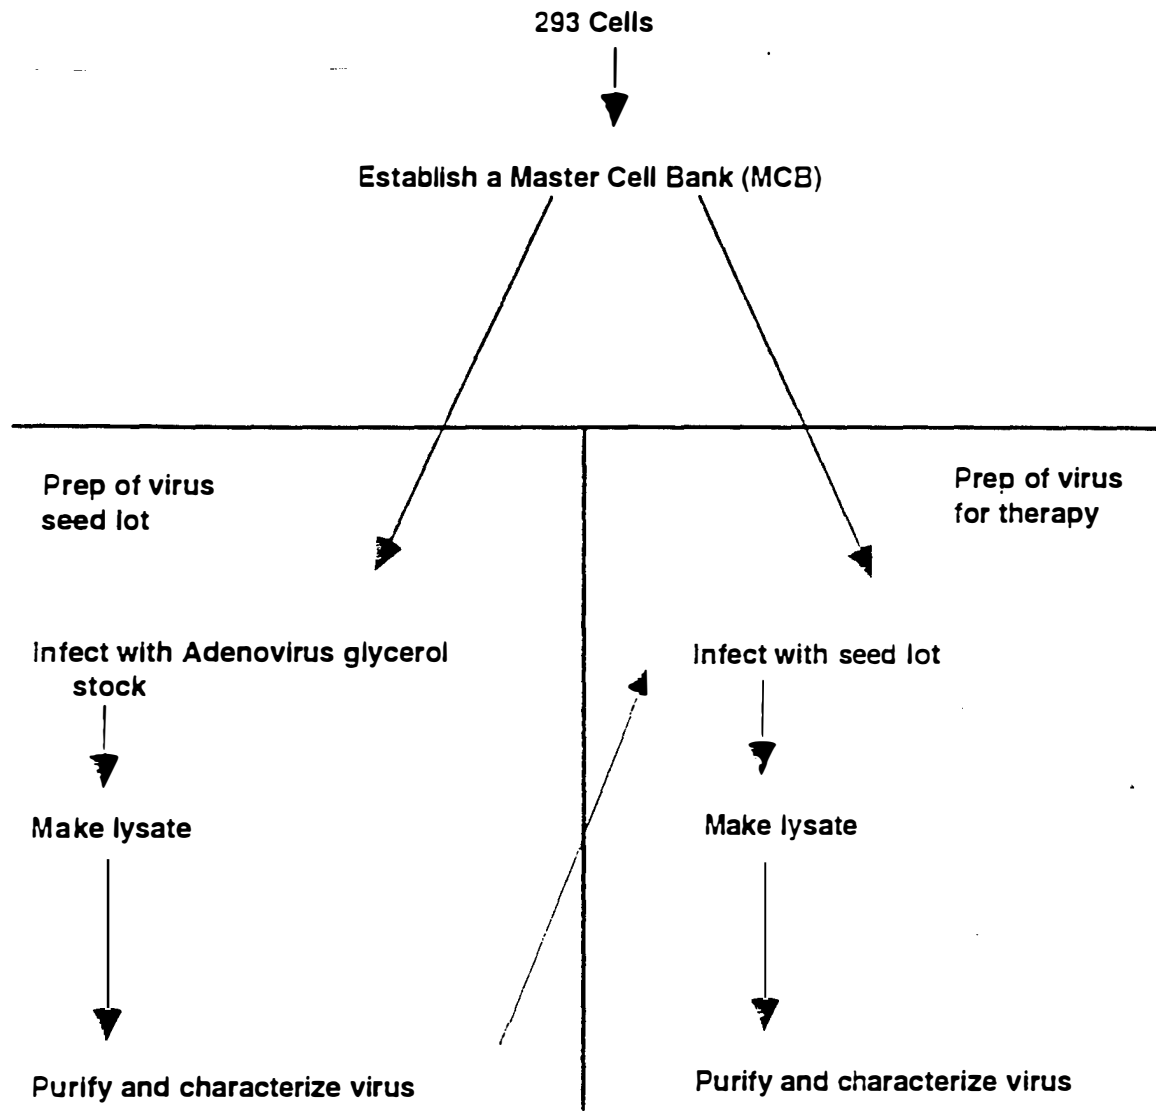 293 Cells
Establish a Master Cell Bank (MCB)
Prep of virus
seed lot
Prep of virus
for therapy
Infect with Adenovirus glycerol
stock
Infect with seed lot
Make lysate
Make lysate
Purify and characterize virus
Purify and characterize virus